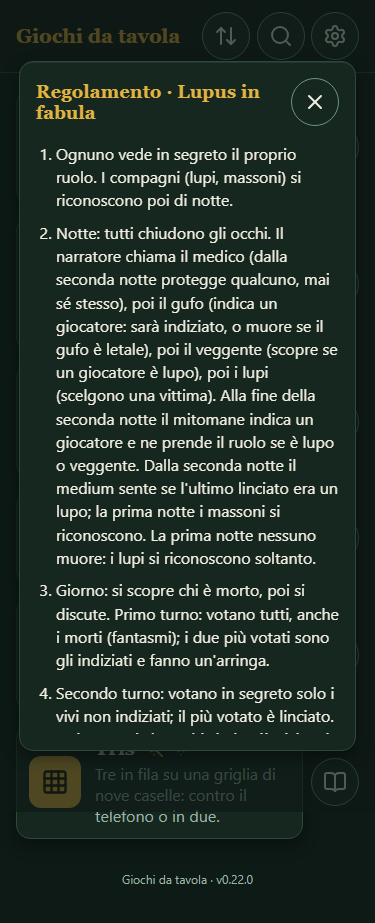 Giochi da tavola
Regolamento · Lupus in
fabula
1. Ognuno vede in segreto il proprio
ruolo. I compagni (lupi, massoni) si
riconoscono poi di notte.
2. Notte: tutti chiudono gli occhi. Il
narratore chiama il medico (dalla
seconda notte protegge qualcuno, mai
sé stesso), poi il gufo (indica un
giocatore: sarà indiziato, o muore se il
gufo è letale), poi il veggente (scopre se
un giocatore è lupo), poi i lupi
(scelgono una vittima). Alla fine della
seconda notte il mitomane indica un
giocatore e ne prende il ruolo se è lupo
o veggente. Dalla seconda notte il
medium sente se l'ultimo linciato era un
lupo; la prima notte i massoni si
riconoscono. La prima notte nessuno
muore: i lupi si riconoscono soltanto.
3. Giorno: si scopre chi è morto, poi si
discute. Primo turno: votano tutti, anche
i morti (fantasmi); i due più votati sono
gli indiziati e fanno un'arringa.
4. Secondo turno: votano in segreto solo i
vivi non indiziati; il più votato è linciato.
Tris
Tre in fila su una griglia di
nove caselle: contro il
telefono o in due.
Giochi da tavola · v0.22.0